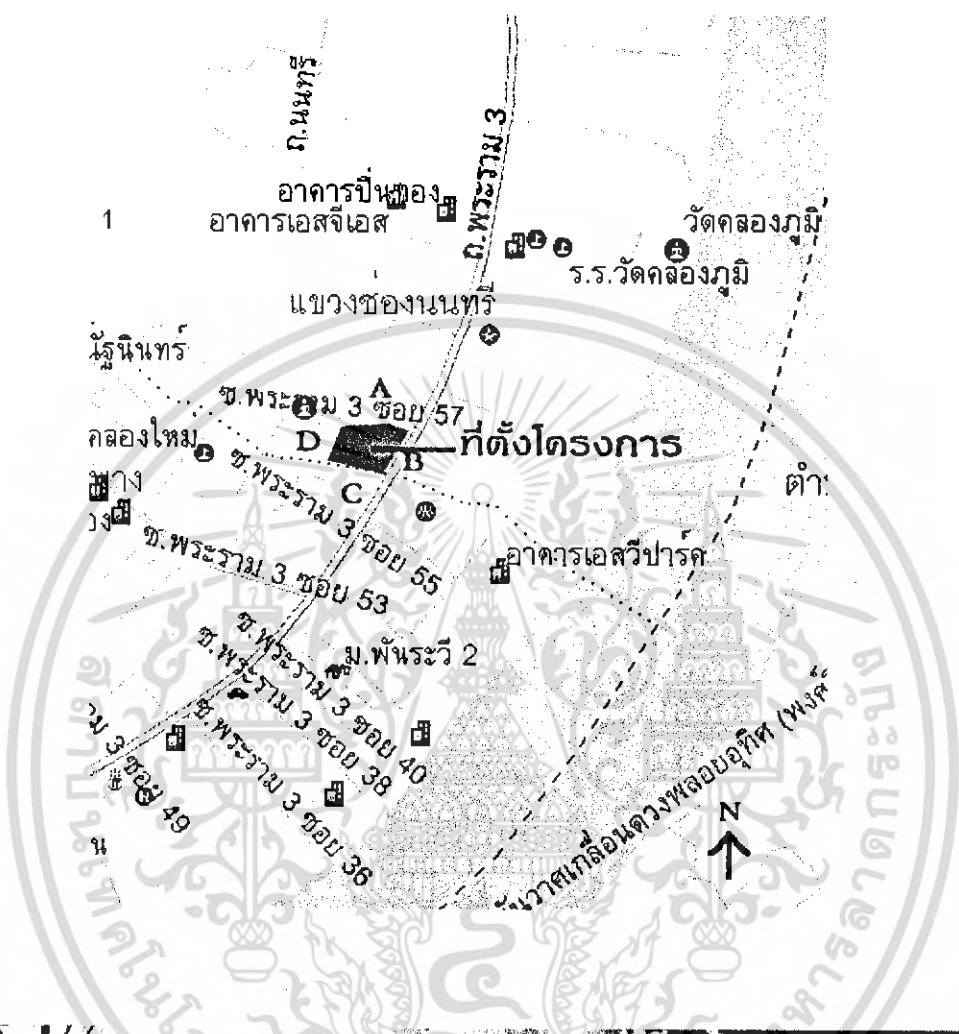 ถ.นนทรี
ถ.พระราม 3
อาคารปิ่นทอง
1
อาคารเอสจีเอส
วัดคลองภูมิ
ร.ร.วัดคลองภูมิ
แขวงช่องนนทรี
ณัฐนินทร์
A
ซ.พระราม 3 ซอย 57
คลองใหม่
D
ที่ตั้งโครงการ
B
C
ซ.พระราม 3 ซอย 55
ซ.พระราม 3 ซอย 53
อาคารเอสวีปาร์ค
ซ.พระราม 3 ซอย 40
ม.พันระวี 2
ซ.พระราม 3 ซอย 38
ซ.พระราม 3 ซอย 36
3 ซอย 49
N
น